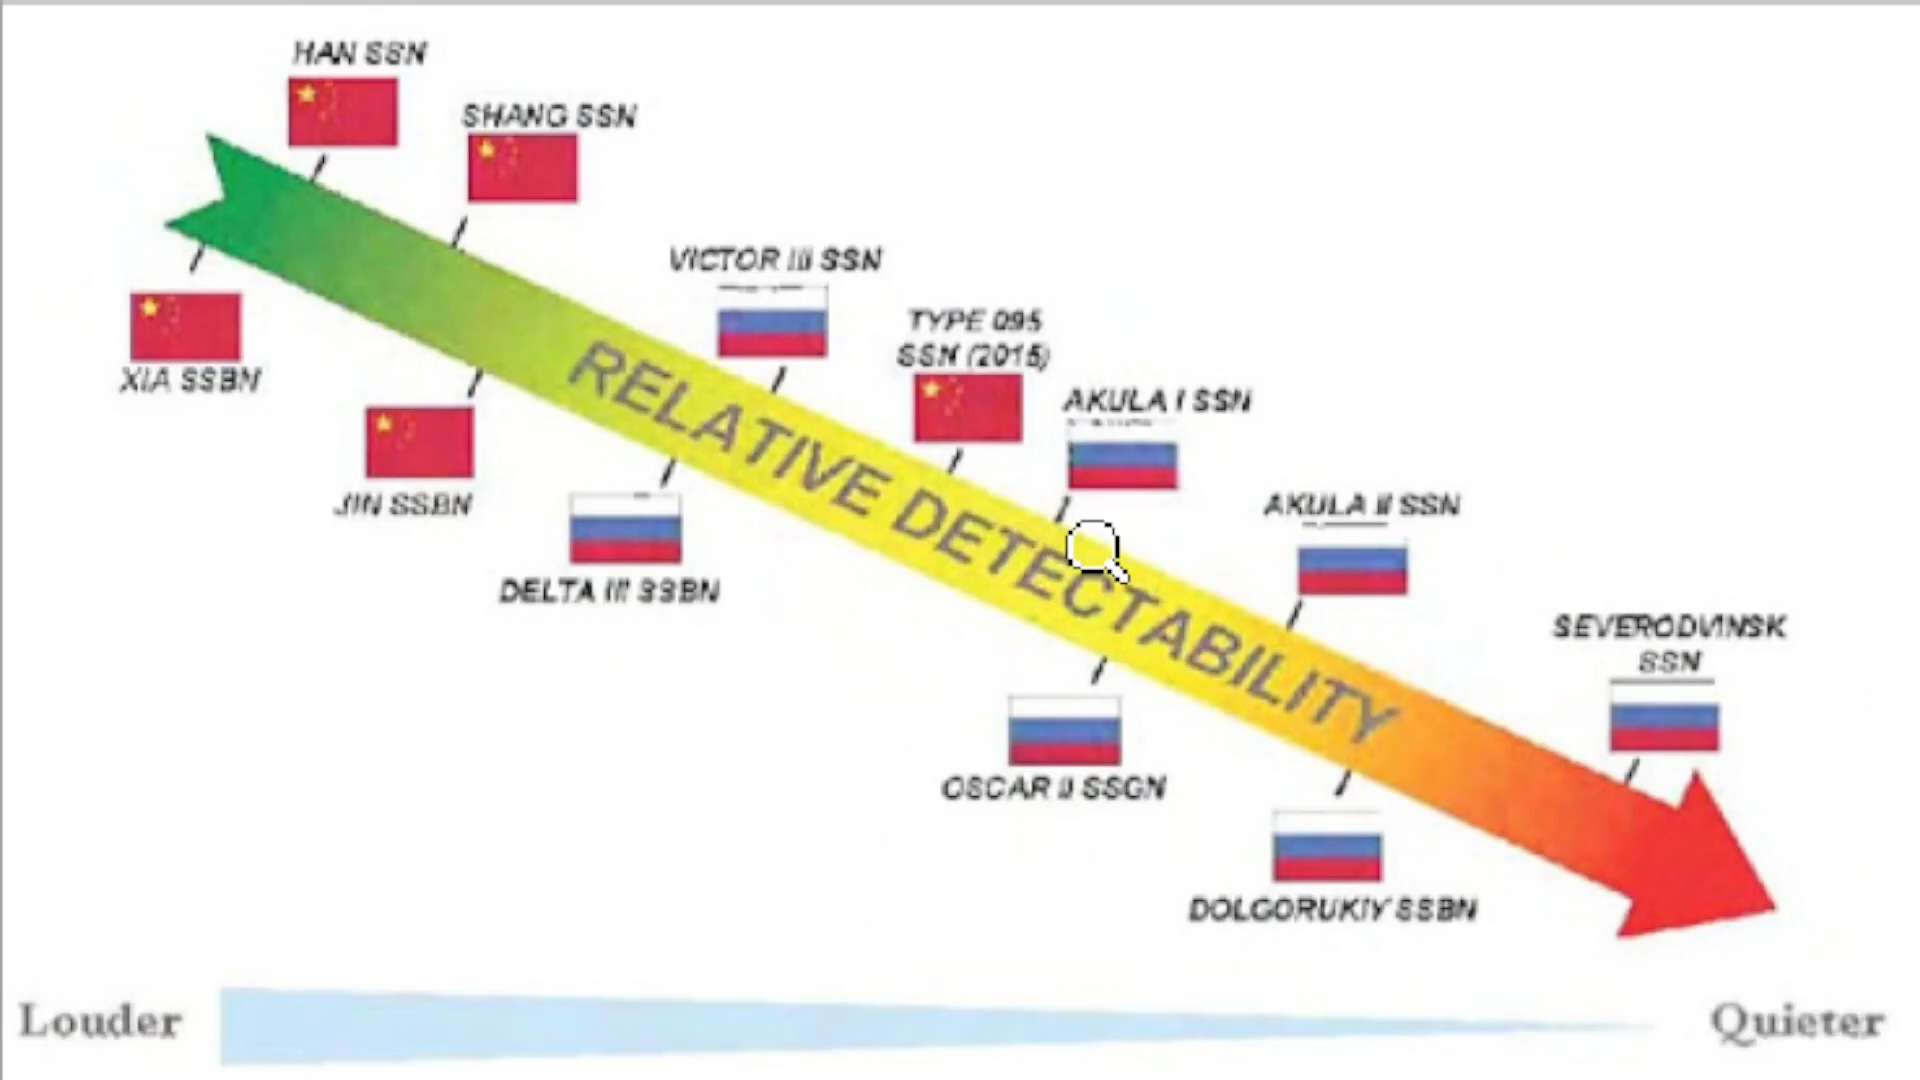 HAN SSN
SHANG SSN
VICTOR III SSN
TYPE 095
SSN (2015)
XIA SSBN
AKULA I SSN
JIN SSBN
AKULA II SSN
DELTA III SSBN
RELATIVE DETECTABILITY
SEVERODVINSK
SSN
OSCAR II SSGN
DOLGORUKIY SSBN
Louder
Quieter